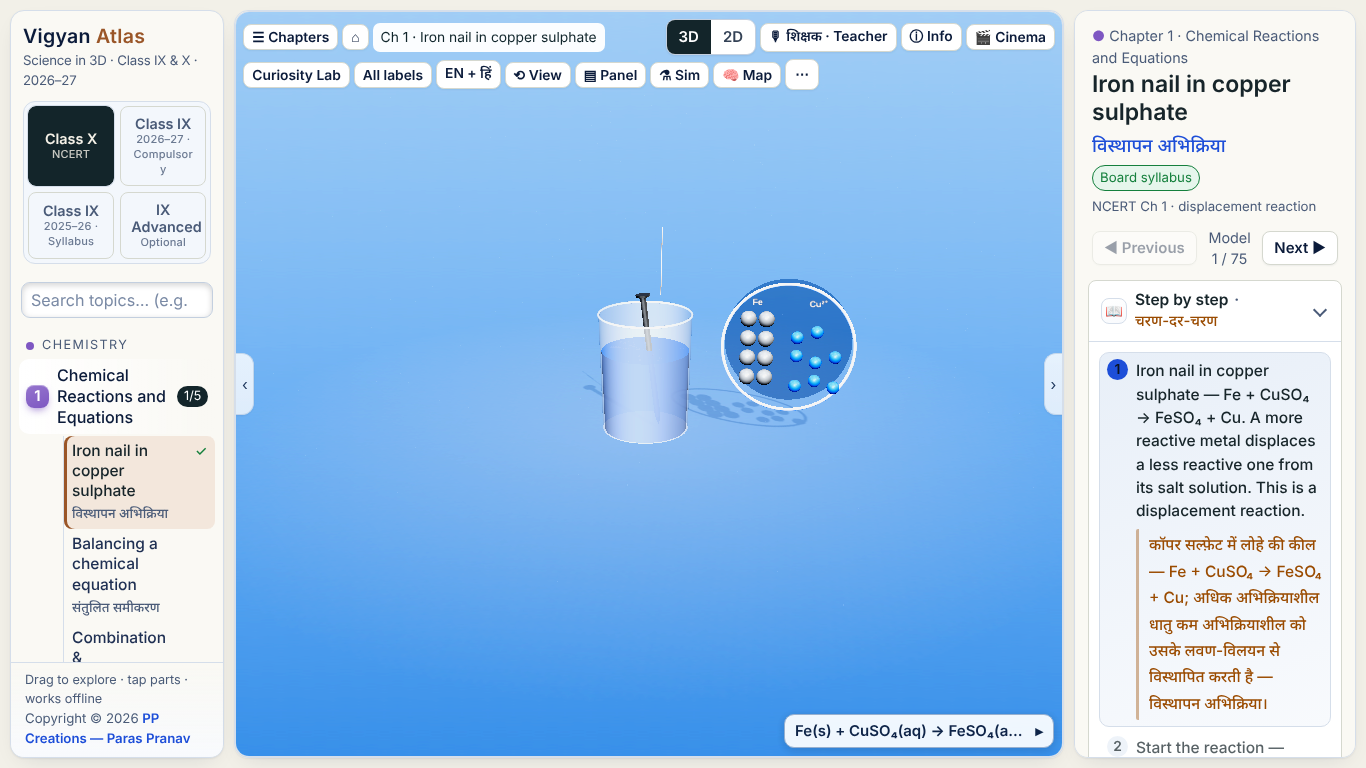 Vigyan Atlas
Science in 3D · Class IX & X ·
2026–27
Class X
NCERT
Class IX
2026–27 ·
Compulsor
y
Class IX
2025–26 ·
Syllabus
IX
Advanced
Optional
Search topics... (e.g.
CHEMISTRY
1
Chemical
Reactions and
Equations
1/5
Iron nail in
copper
sulphate
✓
विस्थापन अभिक्रिया
Balancing a
chemical
equation
संतुलित समीकरण
Combination
&
Drag to explore · tap parts ·
works offline
Copyright © 2026 PP
Creations — Paras Pranav
☰ Chapters
⌂
Ch 1 · Iron nail in copper sulphate
3D
2D
🎙 शिक्षक · Teacher
ⓘ Info
🎬 Cinema
Curiosity Lab
All labels
EN + हिं
⟲ View
▤ Panel
⚗ Sim
🧠 Map
⋯
Fe
Cu²⁺
‹
›
Fe(s) + CuSO₄(aq) → FeSO₄(a... ▸
Chapter 1 · Chemical Reactions
and Equations
Iron nail in copper
sulphate
विस्थापन अभिक्रिया
Board syllabus
NCERT Ch 1 · displacement reaction
◀ Previous
Model
1 / 75
Next ▶
Step by step ·
चरण-दर-चरण
1
Iron nail in copper
sulphate — Fe + CuSO₄
→ FeSO₄ + Cu. A more
reactive metal displaces
a less reactive one from
its salt solution. This is a
displacement reaction.
कॉपर सल्फ़ेट में लोहे की कील
— Fe + CuSO₄ → FeSO₄
+ Cu; अधिक अभिक्रियाशील
धातु कम अभिक्रियाशील को
उसके लवण-विलयन से
विस्थापित करती है —
विस्थापन अभिक्रिया।
2
Start the reaction —